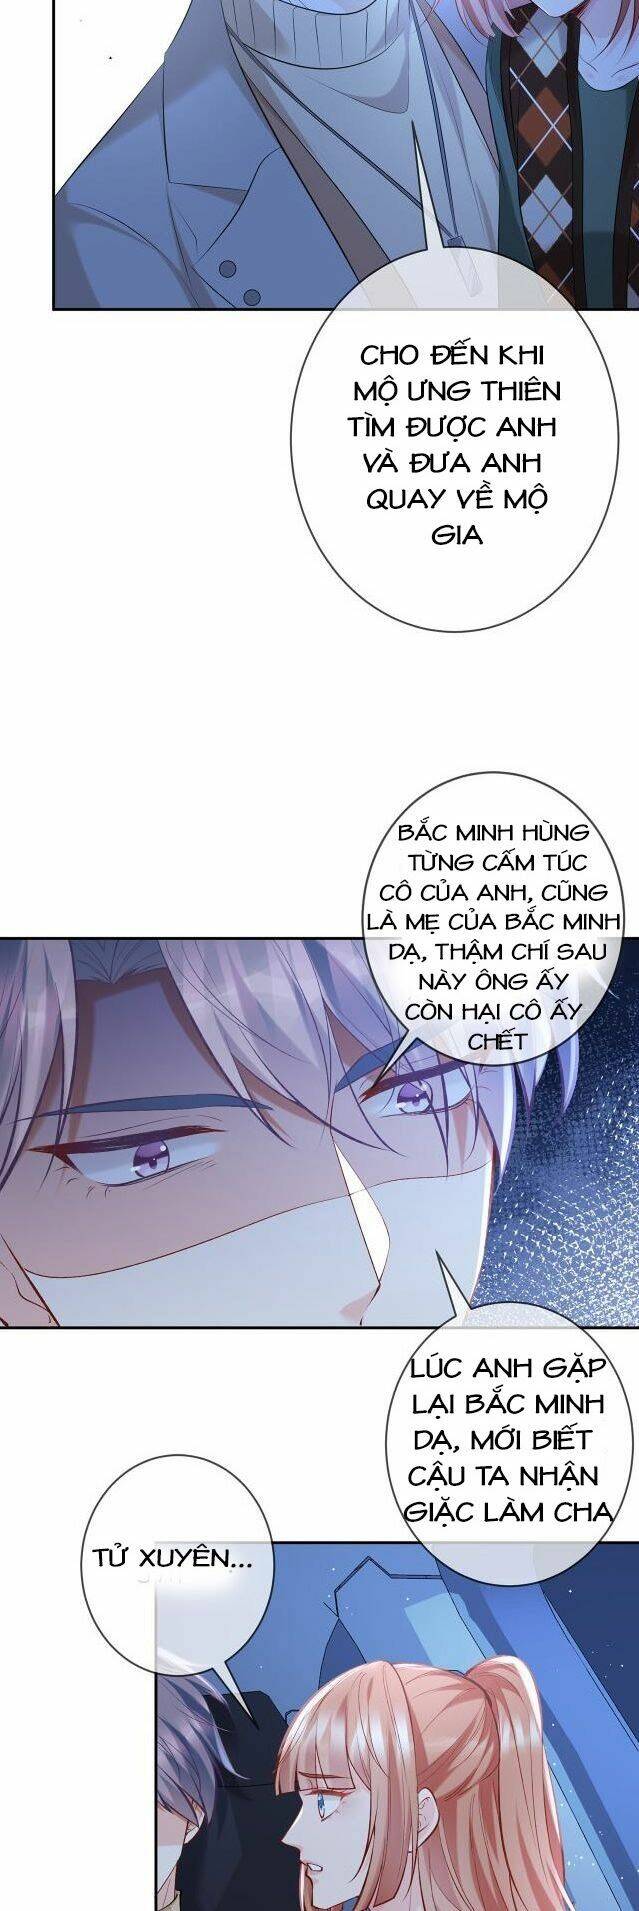 CHO ĐẾN KHI
MỘ ƯNG THIÊN
TÌM ĐƯỢC ANH
VÀ ĐƯA ANH
QUAY VỀ MỘ
GIA
BẮC MINH HÙNG
TỪNG CẤM TÚC
CÔ CỦA ANH, CŨNG
LÀ MẸ CỦA BẮC MINH
DẠ, THẬM CHÍ SAU
NÀY ÔNG ẤY
CÒN HẠI CÔ ẤY
CHẾT
LÚC ANH GẶP
LẠI BẮC MINH
DẠ, MỚI BIẾT
CẬU TA NHẬN
GIẶC LÀM CHA
TỬ XUYÊN...